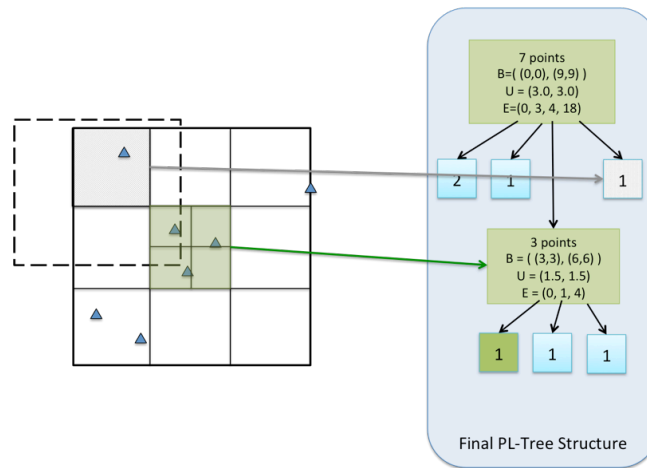 7 points
B=( (0,0), (9,9) )
U = (3.0, 3.0)
E=(0, 3, 4, 18)
2 1 1
3 points
B = ( (3,3), (6,6) )
U = (1.5, 1.5)
E = (0, 1, 4)
1 1 1
Final PL-Tree Structure